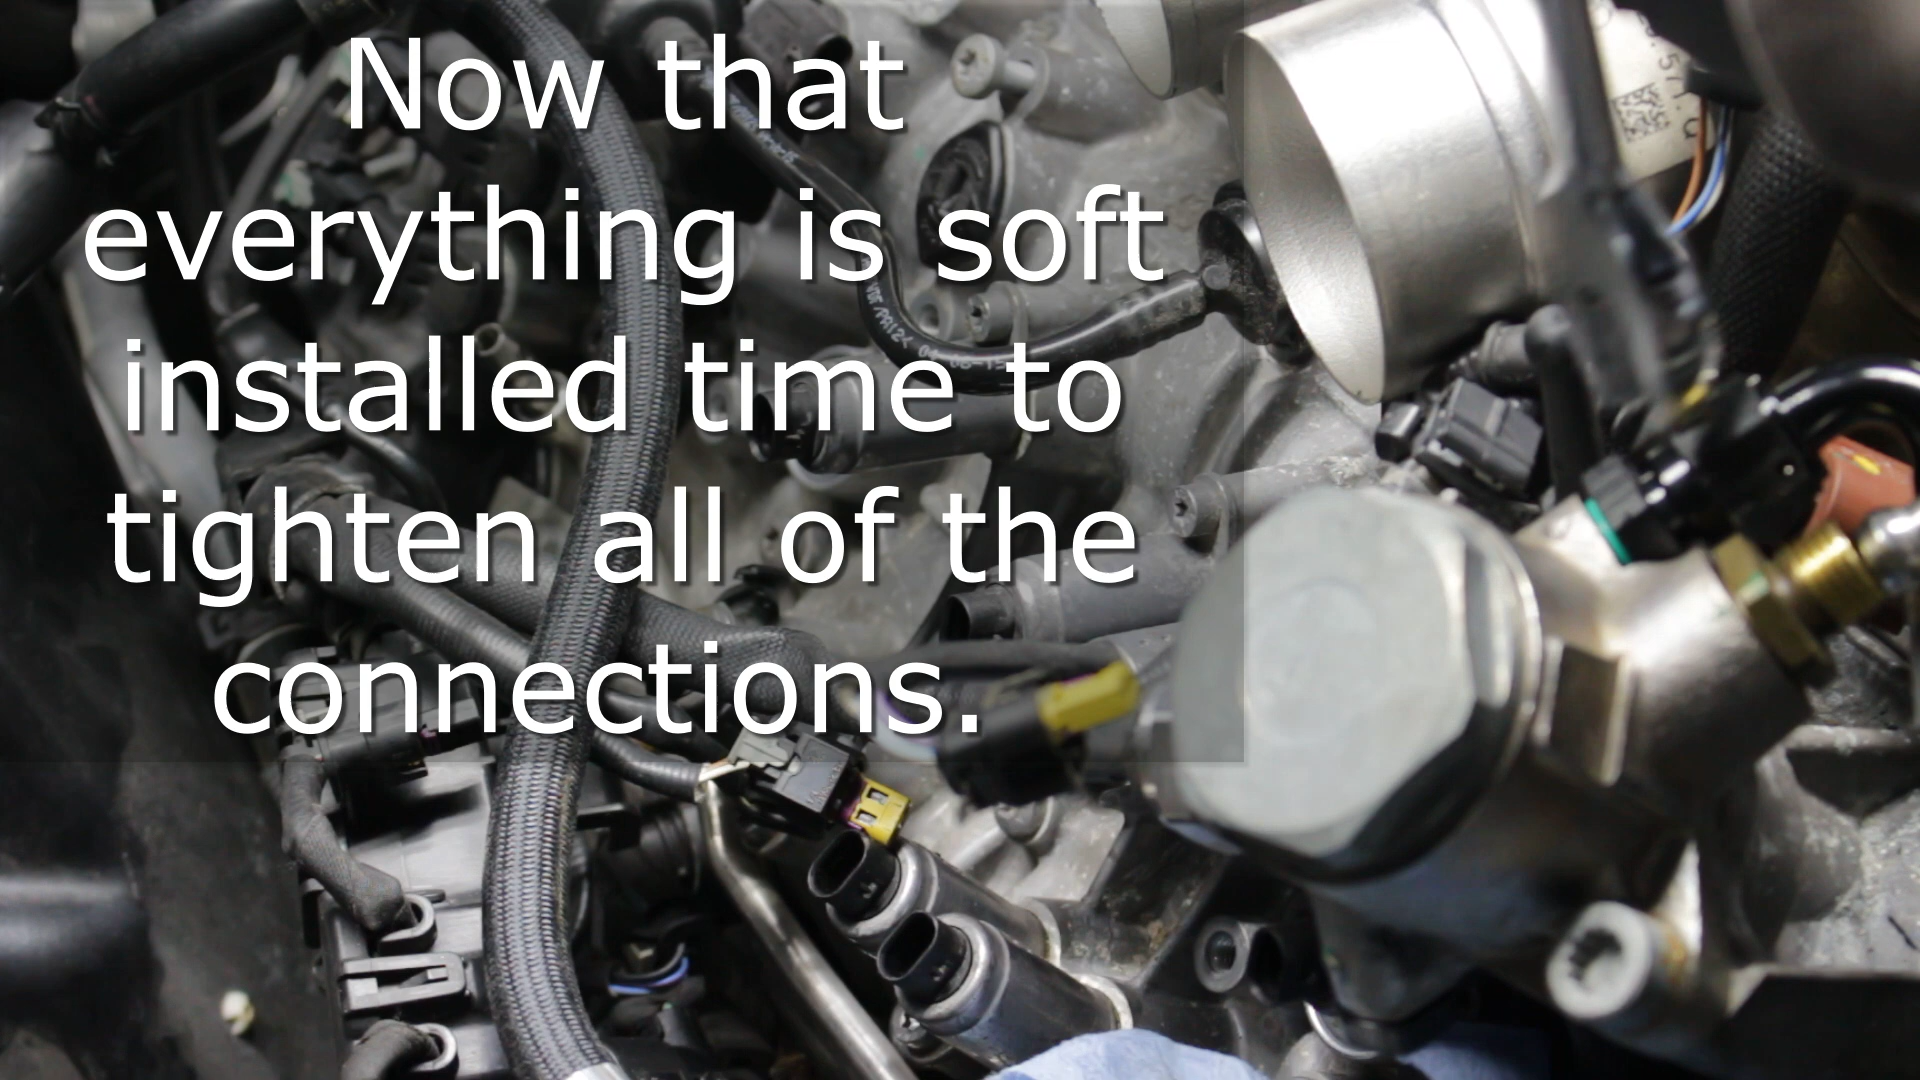 Now that
everything is soft
installed time to
tighten all of the
connections.